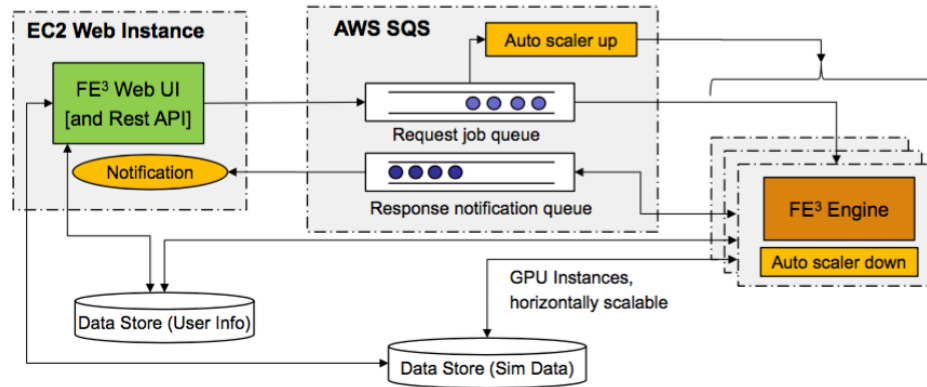 EC2 Web Instance
FE³ Web UI
[and Rest API]
Notification
AWS SQS
Auto scaler up
Request job queue
Response notification queue
FE³ Engine
Auto scaler down
GPU Instances,
horizontally scalable
Data Store (User Info)
Data Store (Sim Data)